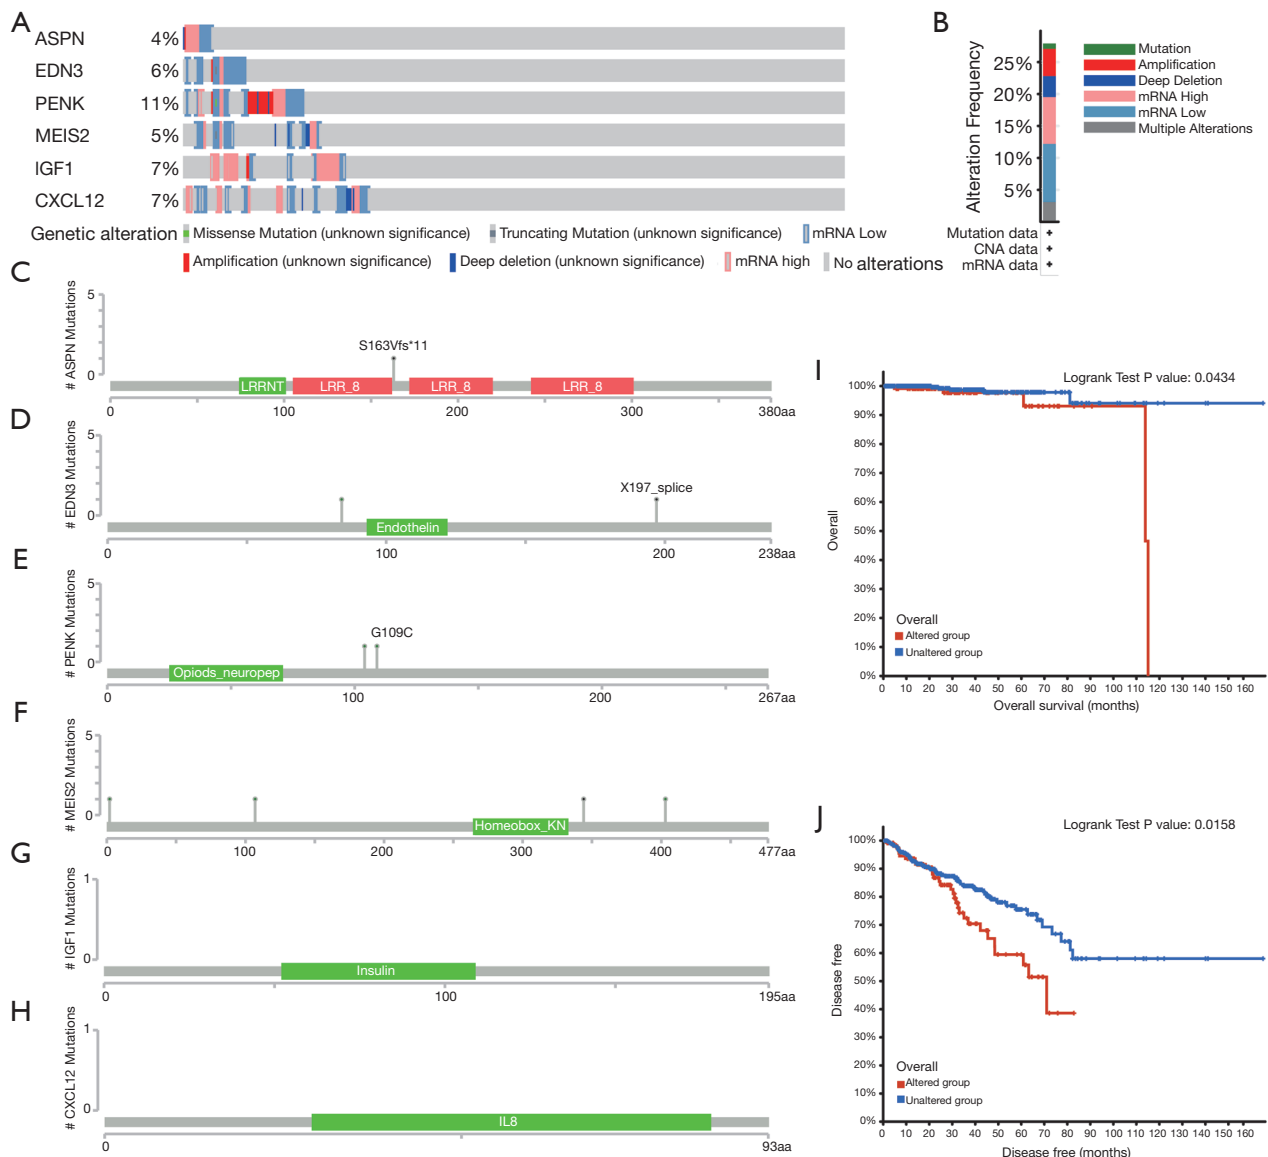 A
ASPN 4%
EDN3 6%
PENK 11%
MEIS2 5%
IGF1 7%
CXCL12 7%
Genetic alteration Missense Mutation (unknown significance) Truncating Mutation (unknown significance) mRNA Low
Amplification (unknown significance) Deep deletion (unknown significance) mRNA high No alterations
B
Alteration Frequency
25%
20%
15%
10%
5%
Mutation
Amplification
Deep Deletion
mRNA High
mRNA Low
Multiple Alterations
Mutation data +
CNA data +
mRNA data +
C
# ASPN Mutations
5
0
S163Vfs*11
LRRNT LRR_8 LRR_8 LRR_8
0 100 200 300 380aa
D
# EDN3 Mutations
5
0
X197_splice
Endothelin
0 100 200 238aa
E
# PENK Mutations
5
0
G109C
Opiods_neuropep
0 100 200 267aa
F
# MEIS2 Mutations
5
0
Homeobox_KN
0 100 200 300 400 477aa
G
# IGF1 Mutations
1
0
Insulin
0 100 195aa
H
# CXCL12 Mutations
1
0
IL8
0 93aa
I
Logrank Test P value: 0.0434
Overall
100%
90%
80%
70%
60%
50%
40%
30%
20%
10%
0%
Overall
Altered group
Unaltered group
0 10 20 30 40 50 60 70 80 90 100 110 120 130 140 150 160
Overall survival (months)
J
Logrank Test P value: 0.0158
Disease free
100%
90%
80%
70%
60%
50%
40%
30%
20%
10%
0%
Overall
Altered group
Unaltered group
0 10 20 30 40 50 60 70 80 90 100 110 120 130 140 150 160
Disease free (months)